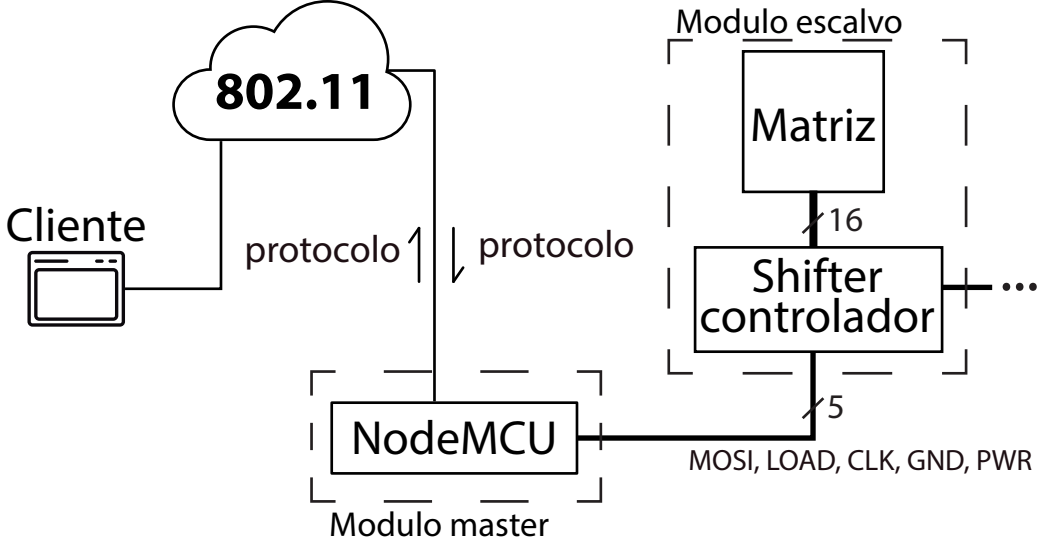 Modulo escalvo
802.11
Matriz
16
Cliente
protocolo
protocolo
Shifter
controlador
...
5
NodeMCU
MOSI, LOAD, CLK, GND, PWR
Modulo master